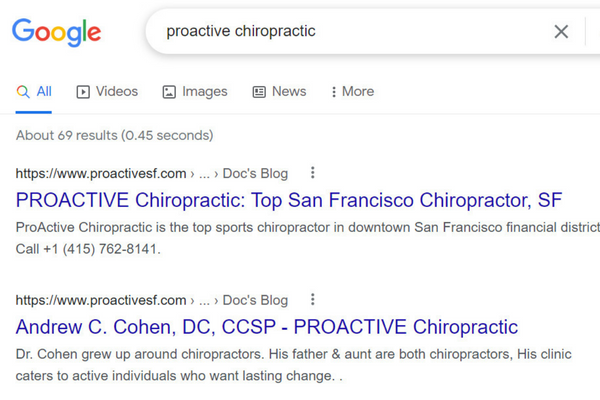 Google
proactive chiropractic
All Videos Images News More
About 69 results (0.45 seconds)
https://www.proactivesf.com › ... › Doc's Blog
PROACTIVE Chiropractic: Top San Francisco Chiropractor, SF
ProActive Chiropractic is the top sports chiropractor in downtown San Francisco financial district
Call +1 (415) 762-8141.
https://www.proactivesf.com › ... › Doc's Blog
Andrew C. Cohen, DC, CCSP - PROACTIVE Chiropractic
Dr. Cohen grew up around chiropractors. His father & aunt are both chiropractors, His clinic
caters to active individuals who want lasting change. .